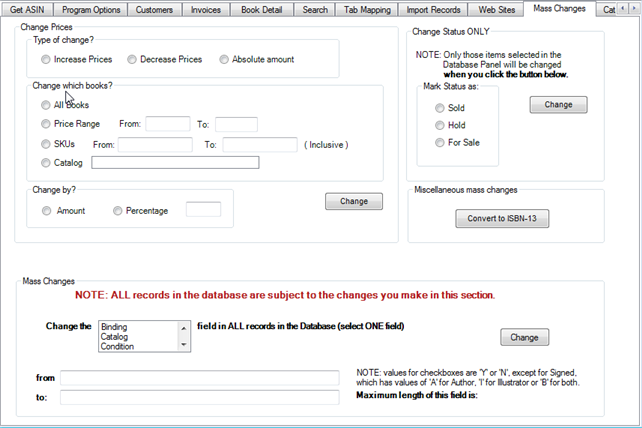 Get ASIN Program Options Customers Invoices Book Detail Search Tab Mapping Import Records Web Sites Mass Changes Cat
Change Prices
Type of change?
Increase Prices Decrease Prices Absolute amount
Change which books?
All Books
Price Range From: To:
SKUs From: To: ( Inclusive )
Catalog
Change by?
Amount Percentage
Change
Change Status ONLY
NOTE: Only those items selected in the
Database Panel will be changed
when you click the button below.
Mark Status as:
Sold
Hold
For Sale
Change
Miscellaneous mass changes
Convert to ISBN-13
Mass Changes
NOTE: ALL records in the database are subject to the changes you make in this section.
Change the
Binding
Catalog
Condition
field in ALL records in the Database (select ONE field)
Change
from
to:
NOTE: values for checkboxes are 'Y' or 'N', except for Signed,
which has values of 'A' for Author, 'I' for Illustrator or 'B' for both.
Maximum length of this field is: